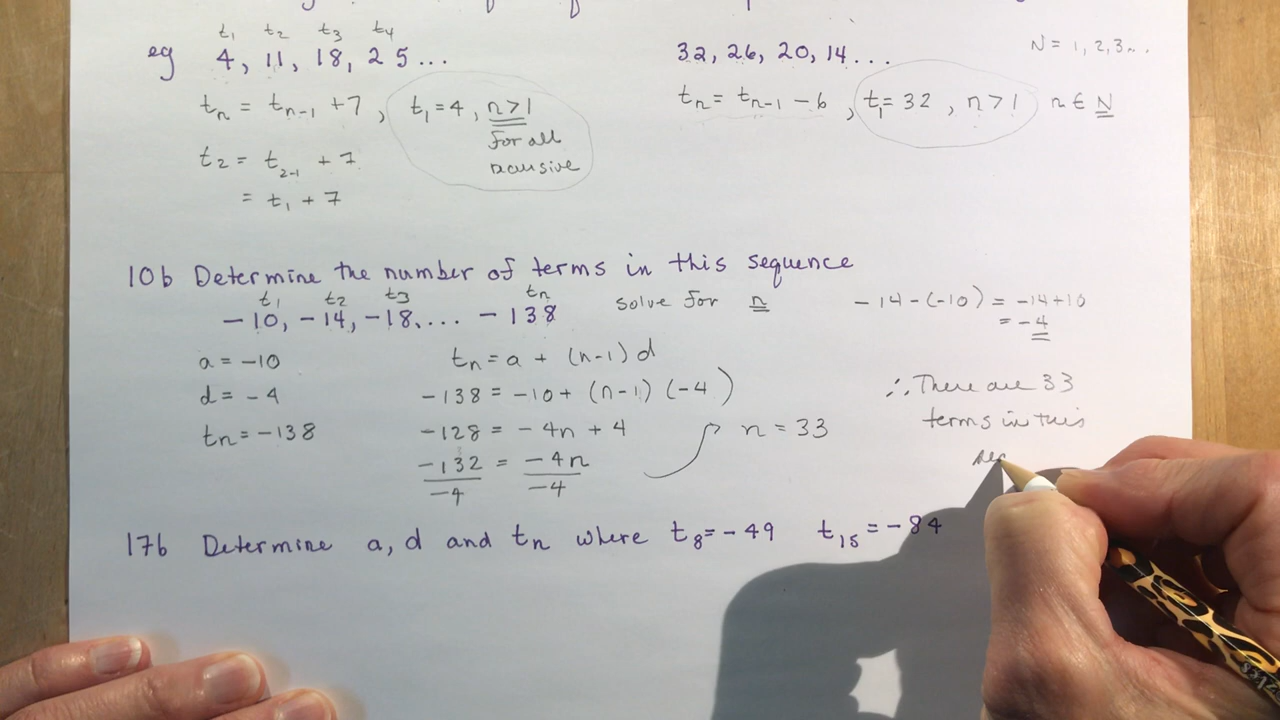 t1 t2 t3 t4
eg 4, 11, 18, 25...
tn = tn-1 +7, t1=4, n>1
for all
recursive
t2 = t2-1 + 7
= t1 + 7
N = 1, 2, 3...
32, 26, 20, 14...
tn = tn-1 - 6, t1= 32, n>1 n ∈ N
10b Determine the number of terms in this sequence
t1 t2 t3 tn
-10, -14, -18, ... -138 solve for n
-14-(-10) = -14+10
= -4
a = -10
d = -4
tn = -138
tn = a + (n-1) d
-138 = -10 + (n-1) (-4)
-128 = -4n + 4
-132 = -4n
-4 -4
n = 33
∴ There are 33
terms in this
17b Determine a, d and tn where t8= -49 t15 = -84